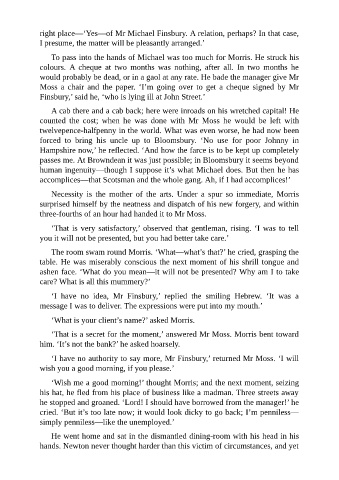 right place—‘Yes—of Mr Michael Finsbury. A relation, perhaps? In that case,
I presume, the matter will be pleasantly arranged.’
To pass into the hands of Michael was too much for Morris. He struck his
colours. A cheque at two months was nothing, after all. In two months he
would probably be dead, or in a gaol at any rate. He bade the manager give Mr
Moss a chair and the paper. ‘I’m going over to get a cheque signed by Mr
Finsbury,’ said he, ‘who is lying ill at John Street.’
A cab there and a cab back; here were inroads on his wretched capital! He
counted the cost; when he was done with Mr Moss he would be left with
twelvepence-halfpenny in the world. What was even worse, he had now been
forced to bring his uncle up to Bloomsbury. ‘No use for poor Johnny in
Hampshire now,’ he reflected. ‘And how the farce is to be kept up completely
passes me. At Browndean it was just possible; in Bloomsbury it seems beyond
human ingenuity—though I suppose it’s what Michael does. But then he has
accomplices—that Scotsman and the whole gang. Ah, if I had accomplices!’
Necessity is the mother of the arts. Under a spur so immediate, Morris
surprised himself by the neatness and dispatch of his new forgery, and within
three-fourths of an hour had handed it to Mr Moss.
‘That is very satisfactory,’ observed that gentleman, rising. ‘I was to tell
you it will not be presented, but you had better take care.’
The room swam round Morris. ‘What—what’s that?’ he cried, grasping the
table. He was miserably conscious the next moment of his shrill tongue and
ashen face. ‘What do you mean—it will not be presented? Why am I to take
care? What is all this mummery?’
‘I have no idea, Mr Finsbury,’ replied the smiling Hebrew. ‘It was a
message I was to deliver. The expressions were put into my mouth.’
‘What is your client’s name?’ asked Morris.
‘That is a secret for the moment,’ answered Mr Moss. Morris bent toward
him. ‘It’s not the bank?’ he asked hoarsely.
‘I have no authority to say more, Mr Finsbury,’ returned Mr Moss. ‘I will
wish you a good morning, if you please.’
‘Wish me a good morning!’ thought Morris; and the next moment, seizing
his hat, he fled from his place of business like a madman. Three streets away
he stopped and groaned. ‘Lord! I should have borrowed from the manager!’ he
cried. ‘But it’s too late now; it would look dicky to go back; I’m penniless—
simply penniless—like the unemployed.’
He went home and sat in the dismantled dining-room with his head in his
hands. Newton never thought harder than this victim of circumstances, and yet